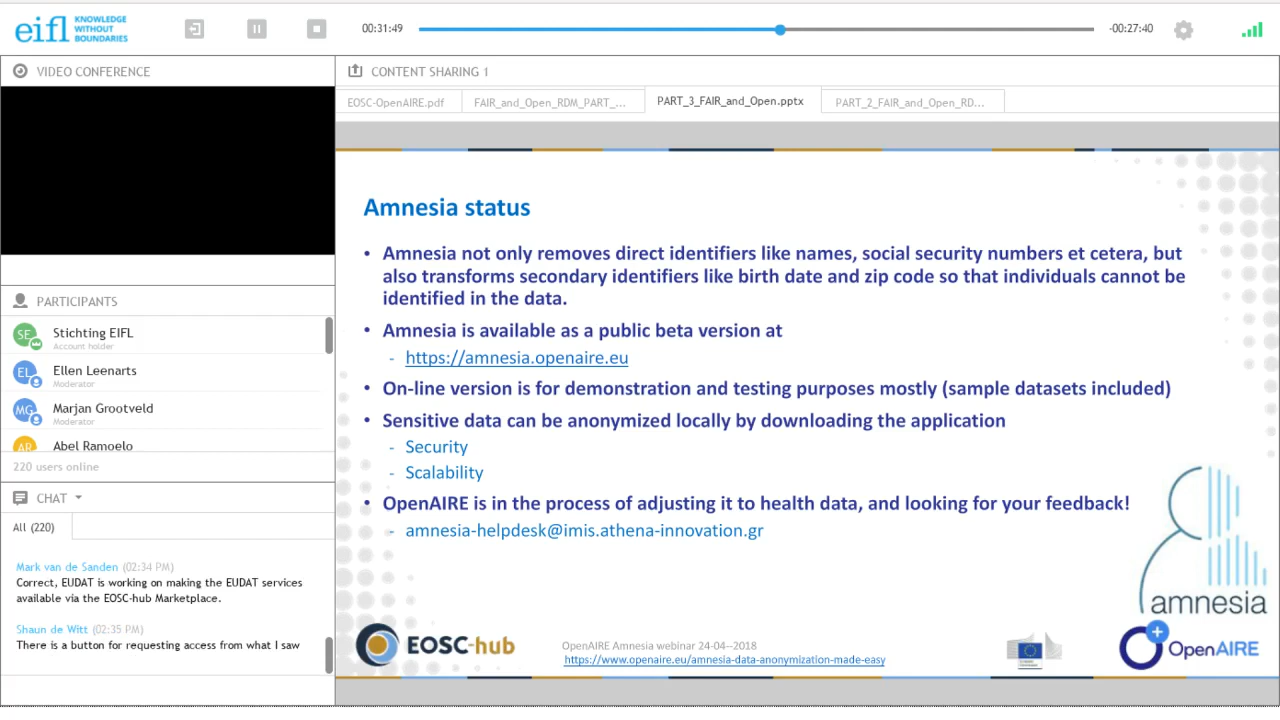 eifl KNOWLEDGE
WITHOUT
BOUNDARIES
00:31:49
-00:27:40
VIDEO CONFERENCE
CONTENT SHARING 1
EOSC-OpenAIRE.pdf
FAIR_and_Open_RDM_PART_...
PART_3_FAIR_and_Open.pptx
PART_2_FAIR_and_Open_RD...
PARTICIPANTS
SE Stichting EIFL
Account holder
EL Ellen Leenarts
Moderator
MG Marjan Grootveld
Moderator
AR Abel Ramoelo
220 users online
CHAT
All (220)
Mark van de Sanden (02:34 PM)
Correct, EUDAT is working on making the EUDAT services
available via the EOSC-hub Marketplace.
Shaun de Witt (02:35 PM)
There is a button for requesting access from what I saw
Amnesia status
• Amnesia not only removes direct identifiers like names, social security numbers et cetera, but
also transforms secondary identifiers like birth date and zip code so that individuals cannot be
identified in the data.
• Amnesia is available as a public beta version at
- https://amnesia.openaire.eu
• On-line version is for demonstration and testing purposes mostly (sample datasets included)
• Sensitive data can be anonymized locally by downloading the application
- Security
- Scalability
• OpenAIRE is in the process of adjusting it to health data, and looking for your feedback!
- amnesia-helpdesk@imis.athena-innovation.gr
amnesia
EOSC-hub
OpenAIRE Amnesia webinar 24-04--2018
https://www.openaire.eu/amnesia-data-anonymization-made-easy
OpenAIRE